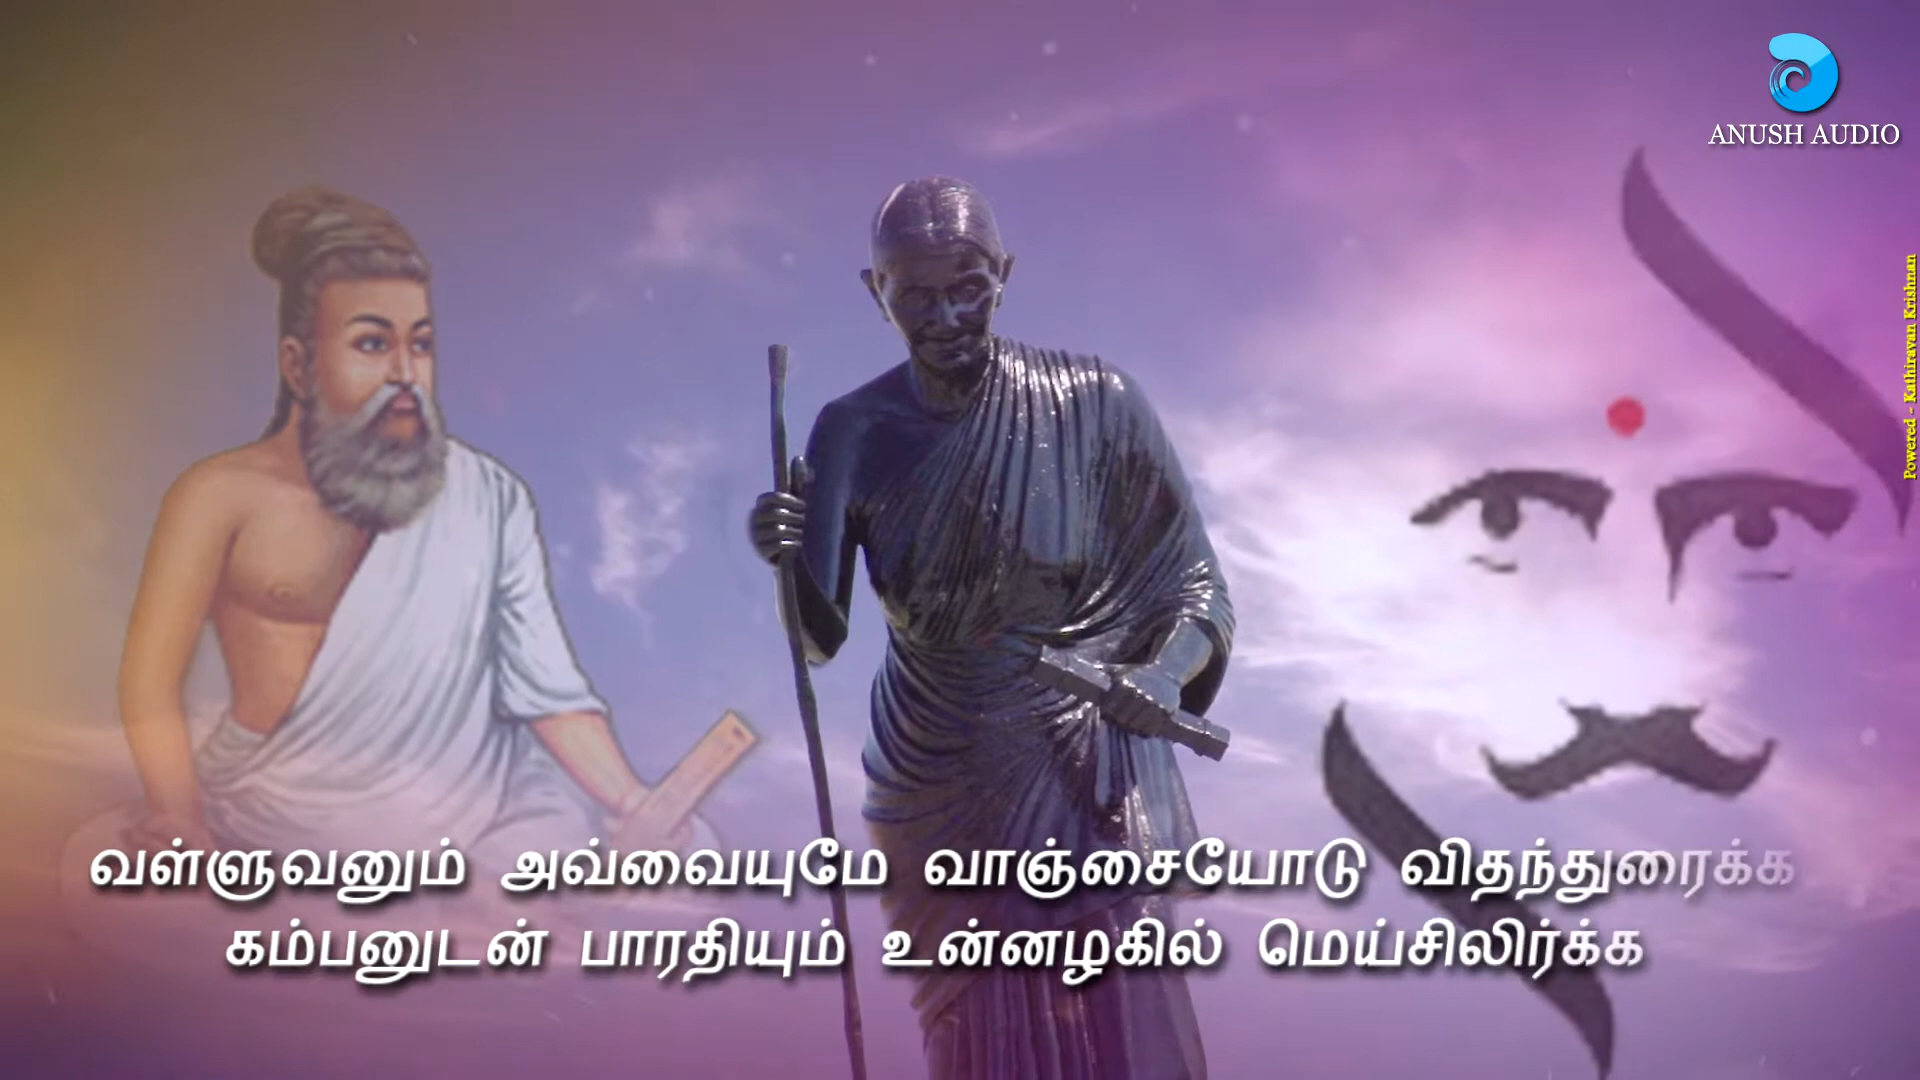 ANUSH AUDIO
Powered - Kathiravan Krishnan
வள்ளுவனும் அவ்வையுமே வாஞ்சையோடு விதந்துரைக்க
கம்பனுடன் பாரதியும் உன்னழகில் மெய்சிலிர்க்க